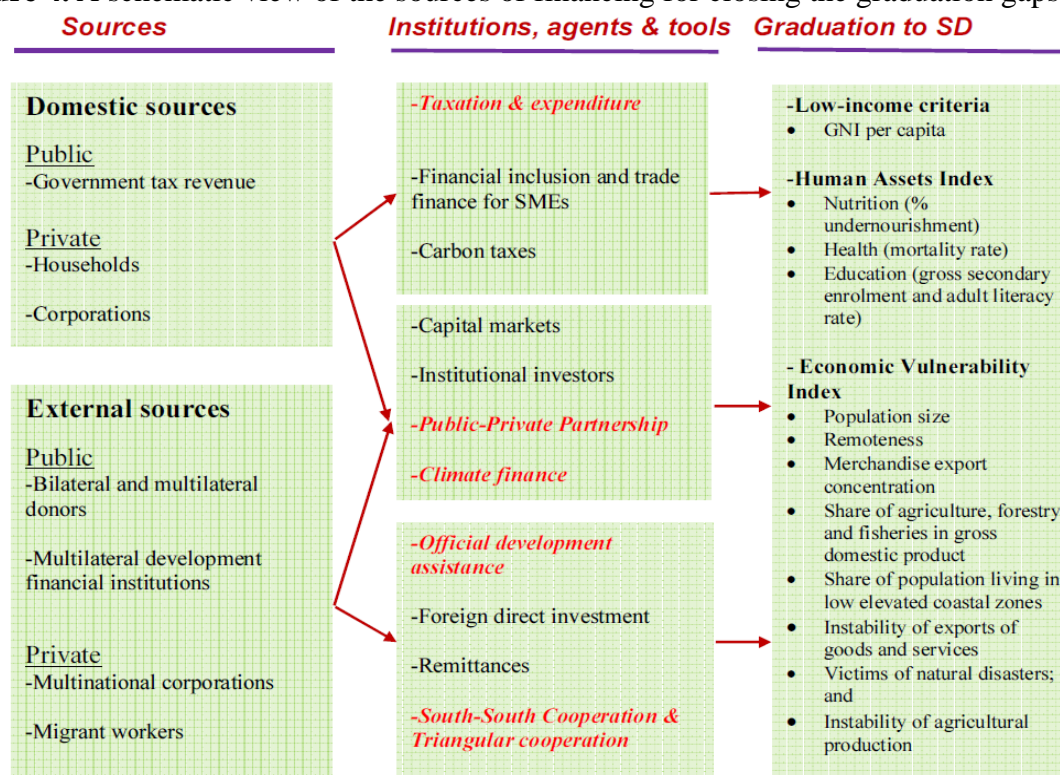 Sources
Institutions, agents & tools
Graduation to SD
Domestic sources
Public
-Government tax revenue
Private
-Households
-Corporations
External sources
Public
-Bilateral and multilateral
donors
-Multilateral development
financial institutions
Private
-Multinational corporations
-Migrant workers
-Taxation & expenditure
-Financial inclusion and trade
finance for SMEs
-Carbon taxes
-Capital markets
-Institutional investors
-Public-Private Partnership
-Climate finance
-Official development
assistance
-Foreign direct investment
-Remittances
-South-South Cooperation &
Triangular cooperation
-Low-income criteria
• GNI per capita
-Human Assets Index
• Nutrition (%
undernourishment)
• Health (mortality rate)
• Education (gross secondary
enrolment and adult literacy
rate)
- Economic Vulnerability
Index
• Population size
• Remoteness
• Merchandise export
concentration
• Share of agriculture, forestry
and fisheries in gross
domestic product
• Share of population living in
low elevated coastal zones
• Instability of exports of
goods and services
• Victims of natural disasters;
and
• Instability of agricultural
production